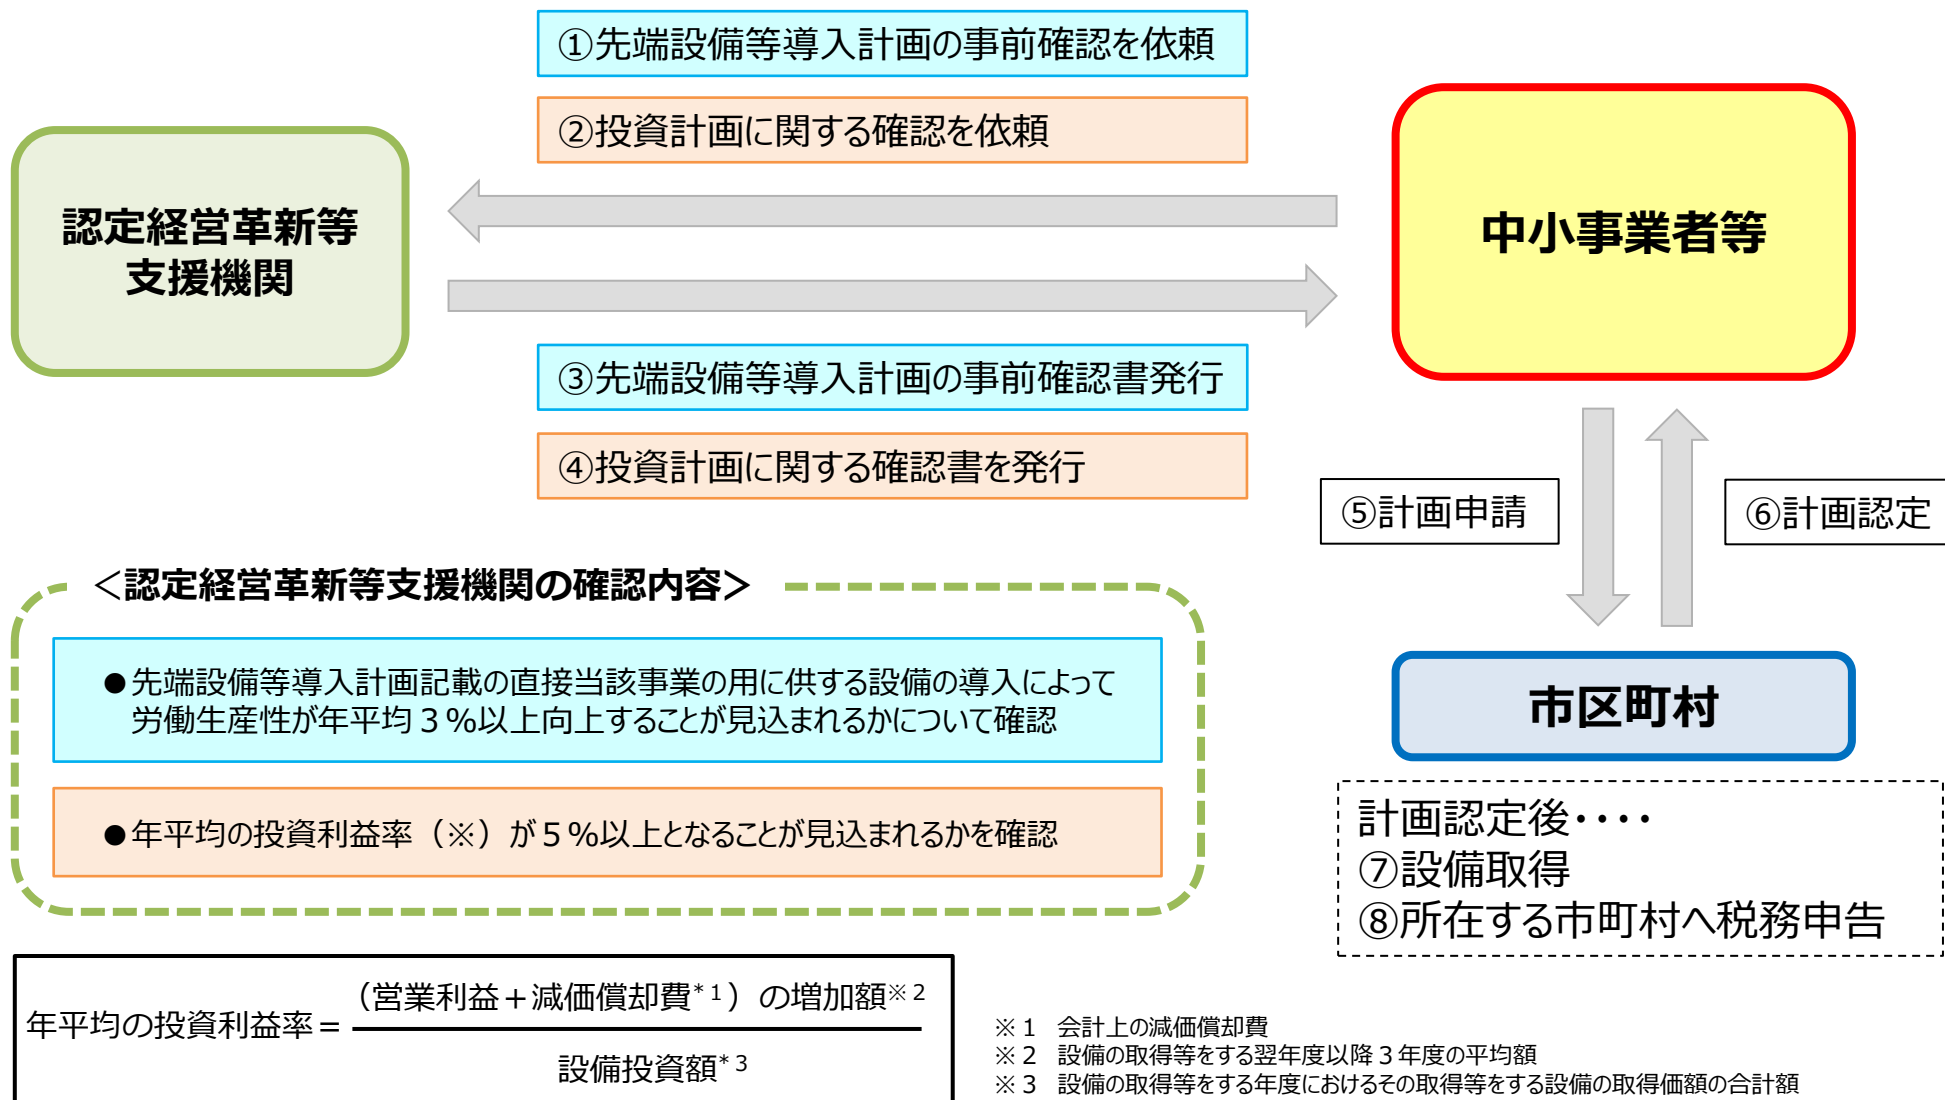 ①先端設備等導入計画の事前確認を依頼
②投資計画に関する確認を依頼
認定経営革新等
支援機関
中小事業者等
③先端設備等導入計画の事前確認書発行
④投資計画に関する確認書を発行
⑤計画申請
⑥計画認定
<認定経営革新等支援機関の確認内容>
●先端設備等導入計画記載の直接当該事業の用に供する設備の導入によって
労働生産性が年平均3%以上向上することが見込まれるかについて確認
●年平均の投資利益率(※)が5%以上となることが見込まれるかを確認
市区町村
計画認定後・・・・
⑦設備取得
⑧所在する市町村へ税務申告
(営業利益+減価償却費*1)の増加額※2
年平均の投資利益率=
設備投資額*3
※1 会計上の減価償却費
※2 設備の取得等をする翌年度以降3年度の平均額
※3 設備の取得等をする年度におけるその取得等をする設備の取得価額の合計額